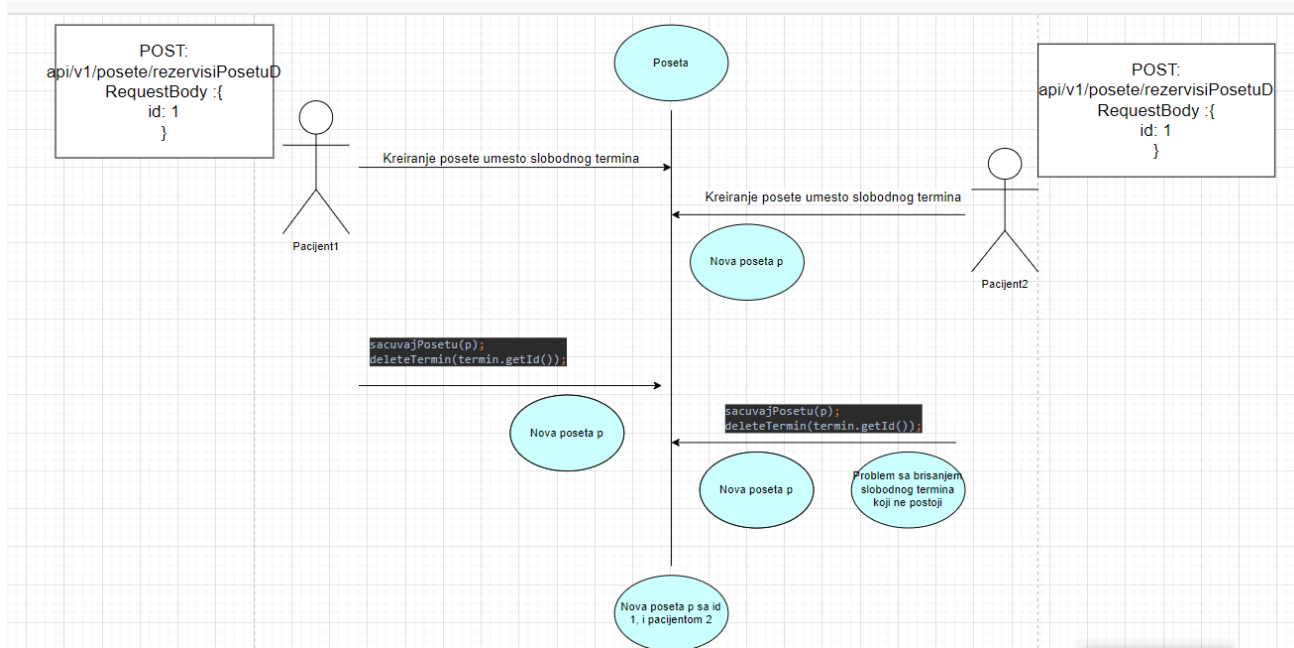 POST:
api/v1/posete/rezervisiPosetuD
RequestBody :{
id: 1
}
Poseta
POST:
api/v1/posete/rezervisiPosetuD
RequestBody :{
id: 1
}
Kreiranje posete umesto slobodnog termina
Kreiranje posete umesto slobodnog termina
Pacijent1
Nova poseta p
Pacijent2
sacuvajPosetu(p);
deleteTermin(termin.getId());
Nova poseta p
sacuvajPosetu(p);
deleteTermin(termin.getId());
Nova poseta p
Problem sa brisanjem
slobodnog termina
koji ne postoji
Nova poseta p sa id
1, i pacijentom 2